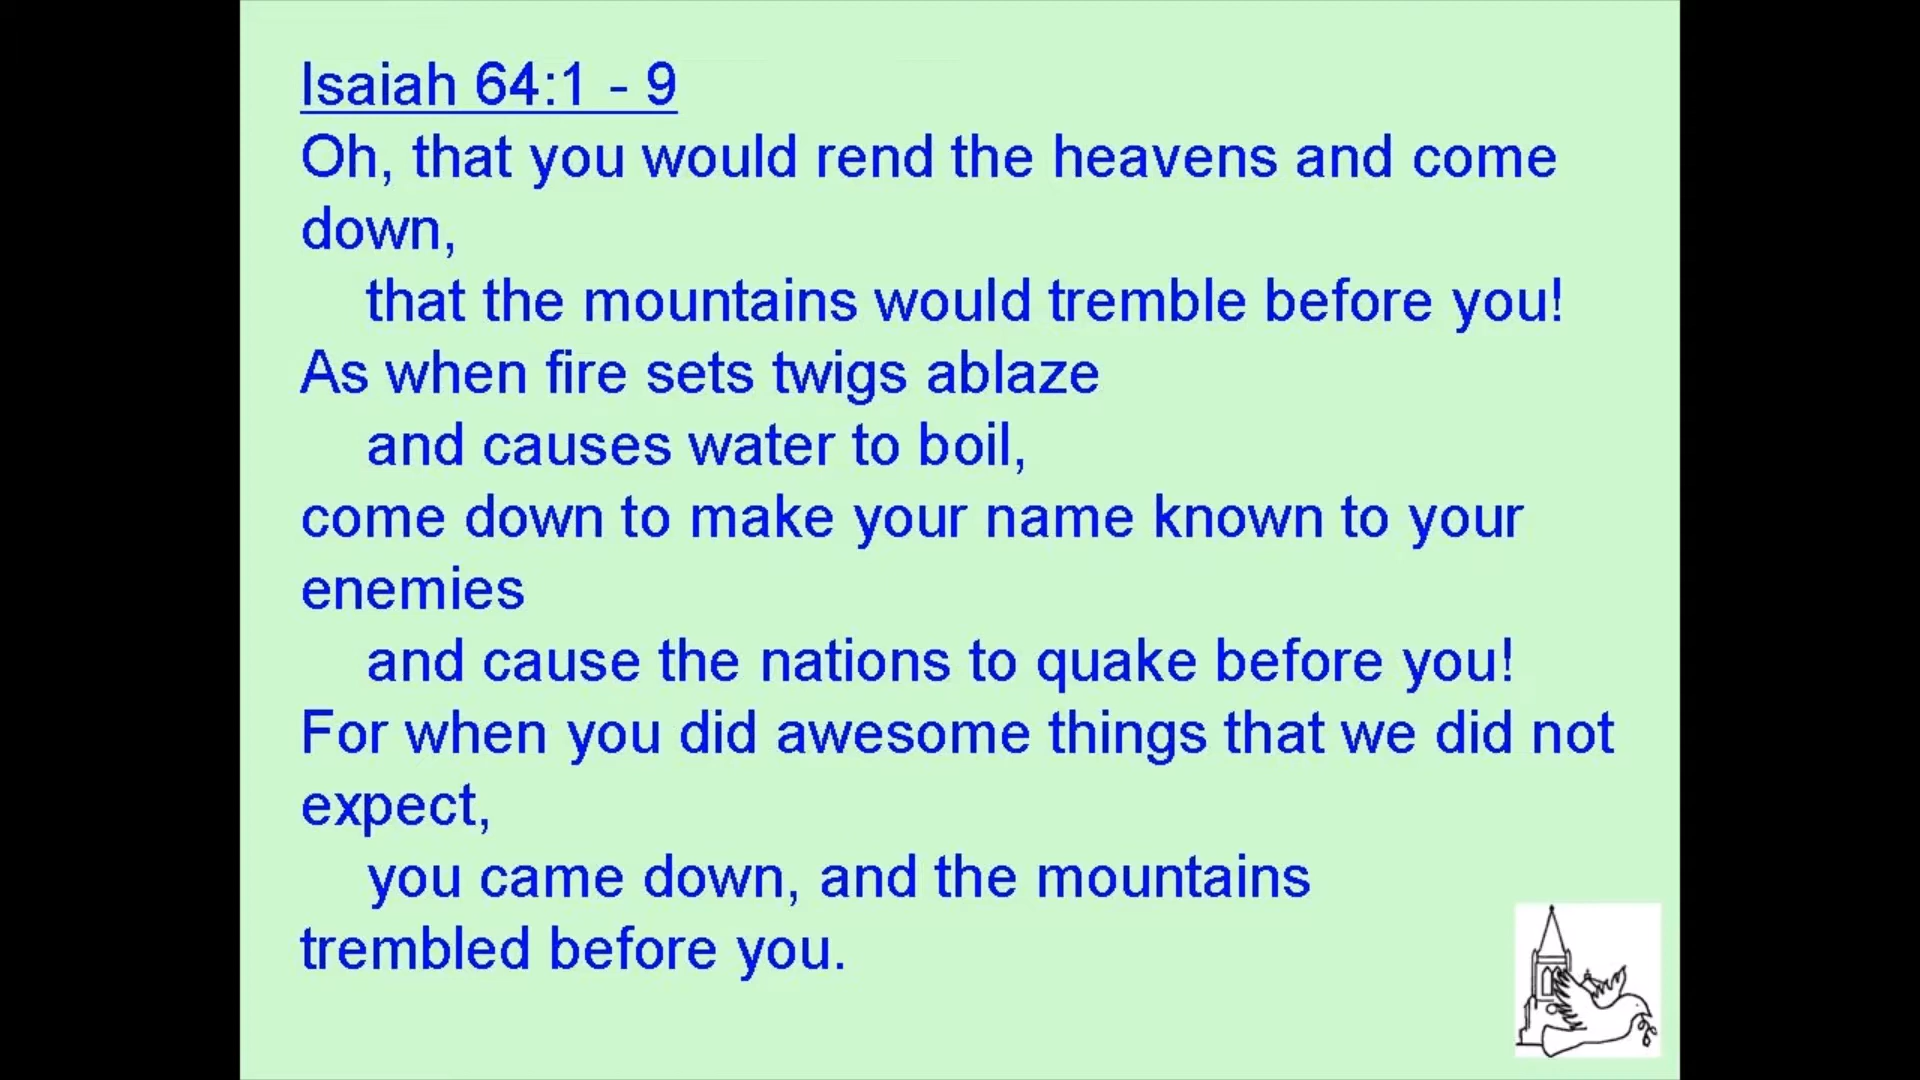 Isaiah 64:1 - 9
Oh, that you would rend the heavens and come
down,
that the mountains would tremble before you!
As when fire sets twigs ablaze
and causes water to boil,
come down to make your name known to your
enemies
and cause the nations to quake before you!
For when you did awesome things that we did not
expect,
you came down, and the mountains
trembled before you.